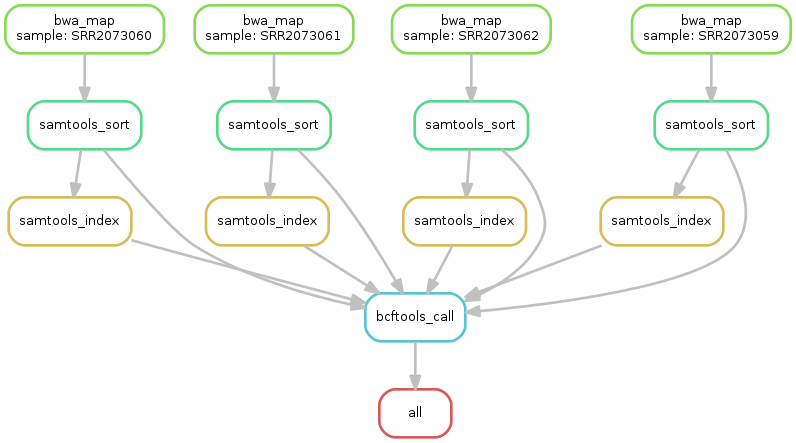 bwa_map
sample: SRR2073060
bwa_map
sample: SRR2073061
bwa_map
sample: SRR2073062
bwa_map
sample: SRR2073059
samtools_sort
samtools_sort
samtools_sort
samtools_sort
samtools_index
samtools_index
samtools_index
samtools_index
bcftools_call
all